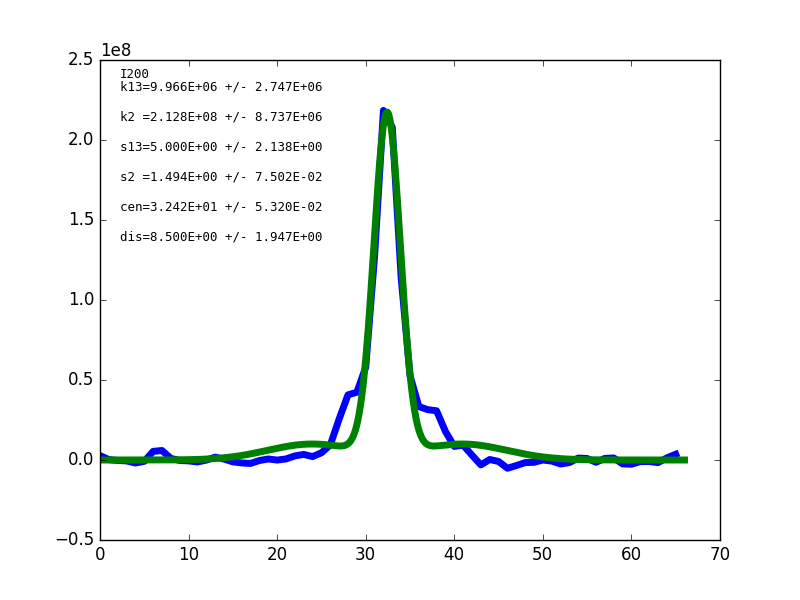 1e8
2.5
I200
k13=9.966E+06 +/- 2.747E+06
k2 =2.128E+08 +/- 8.737E+06
2.0
s13=5.000E+00 +/- 2.138E+00
s2 =1.494E+00 +/- 7.502E-02
1.5
cen=3.242E+01 +/- 5.320E-02
dis=8.500E+00 +/- 1.947E+00
1.0
0.5
0.0
−0.5
0 10 20 30 40 50 60 70